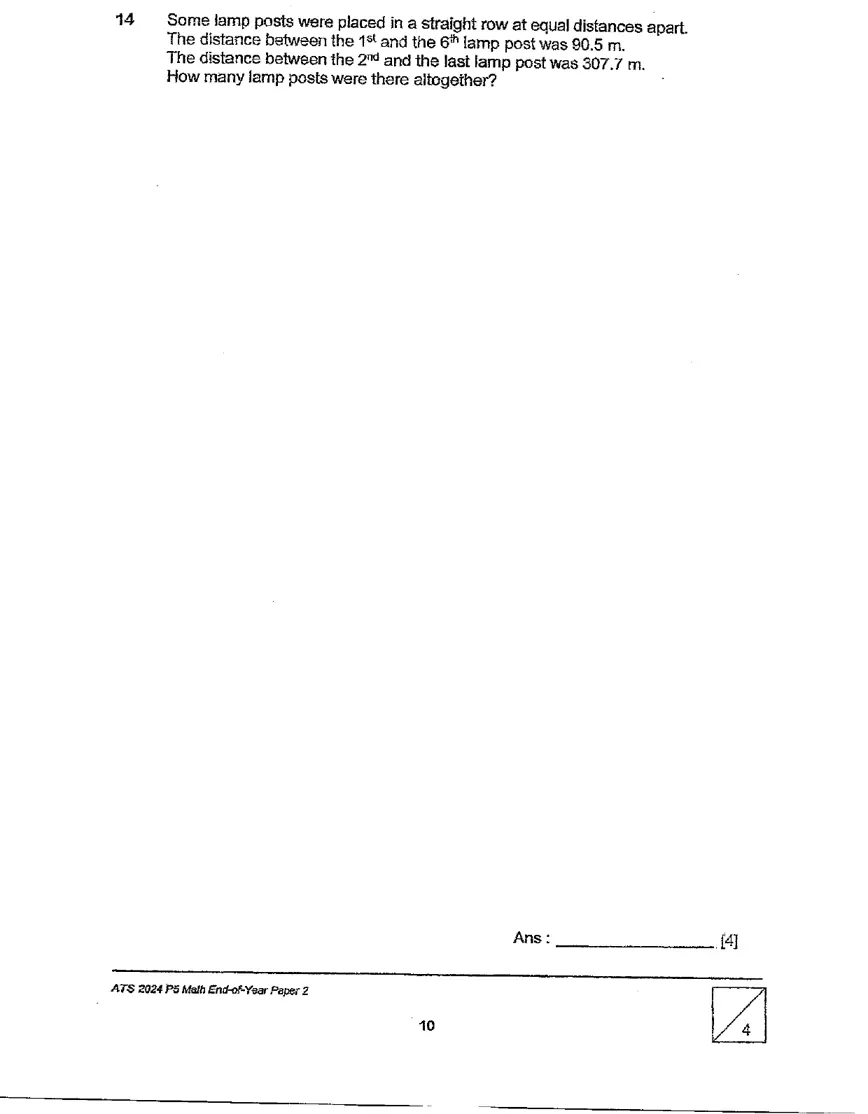 14 Some lamp posts were placed in a straight row at equal distances apart.
The distance between the 1st and the 6th lamp post was 90.5 m.
The distance between the 2nd and the last lamp post was 307.7 m.
How many lamp posts were there altogether?
Ans : ____________ [4]
ATS 2024 P5 Math End-of-Year Paper 2
10
4